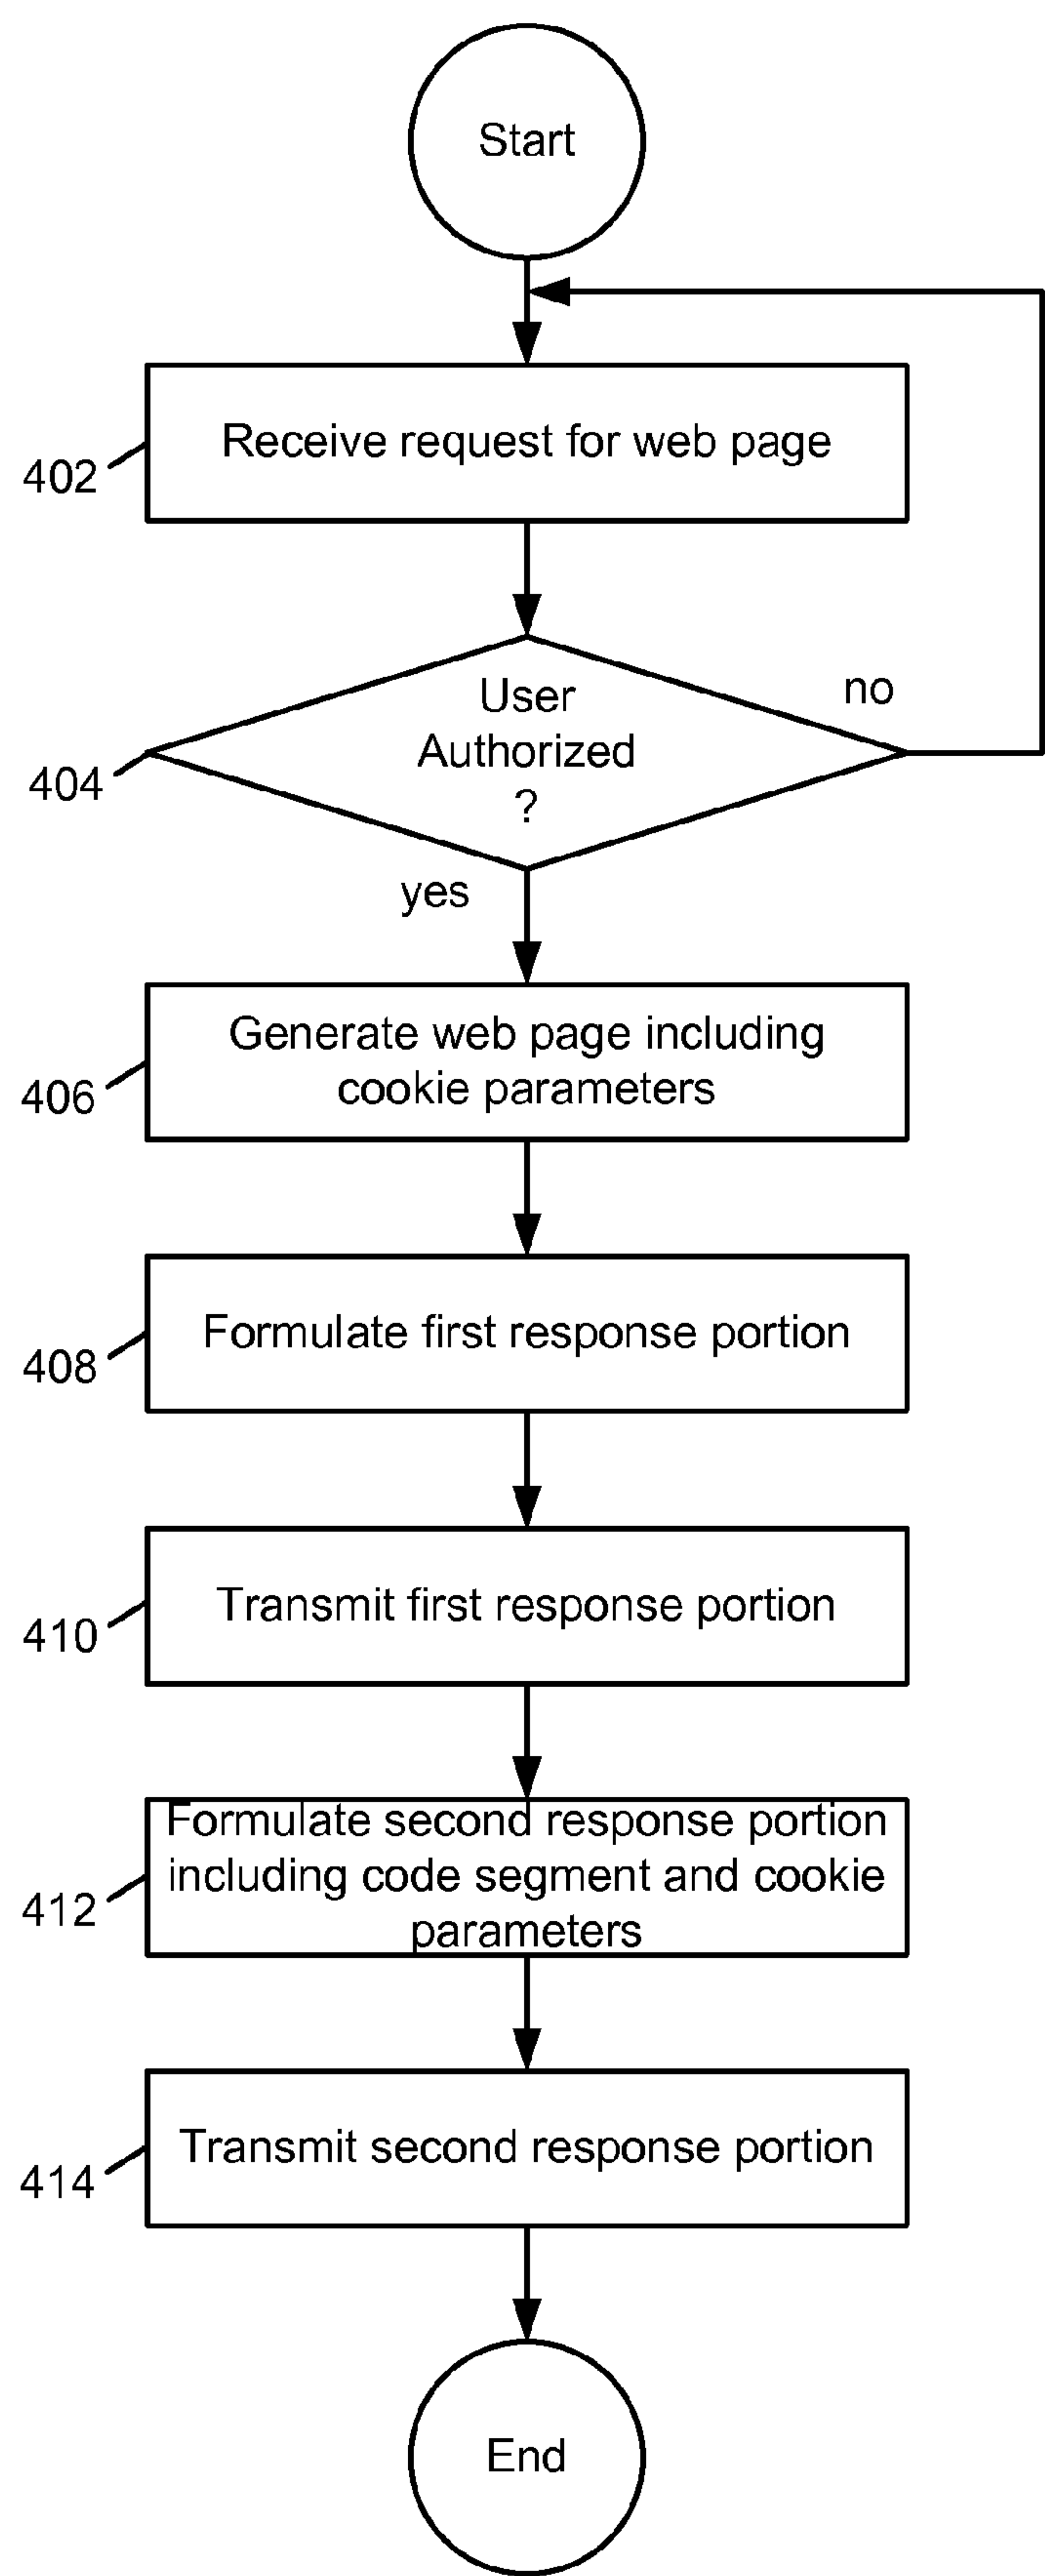 Start
Receive request for web page
402
User
Authorized
?
no
404
yes
Generate web page including
cookie parameters
406
Formulate first response portion
408
Transmit first response portion
410
Formulate second response portion
including code segment and cookie
parameters
412
Transmit second response portion
414
End